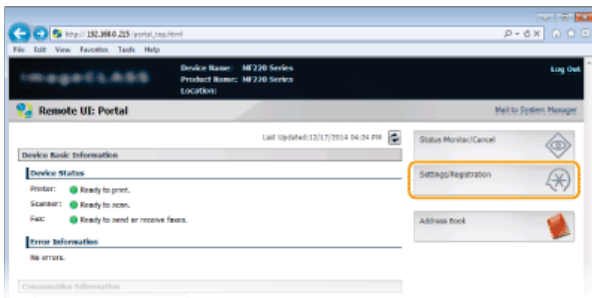 http://192.168.0.215/portal_top.html
File Edit View Favorites Tools Help
Device Name: MF220 Series
Product Name: MF220 Series
Location:
Log Out
Remote UI: Portal
Mail to System Manager
Last Updated:12/17/2014 04:24 PM
Device Basic Information
Device Status
Printer: Ready to print.
Scanner: Ready to scan.
Fax: Ready to send or receive faxes.
Error Information
No errors.
Consumables Information
Status Monitor/Cancel
Settings/Registration
Address Book